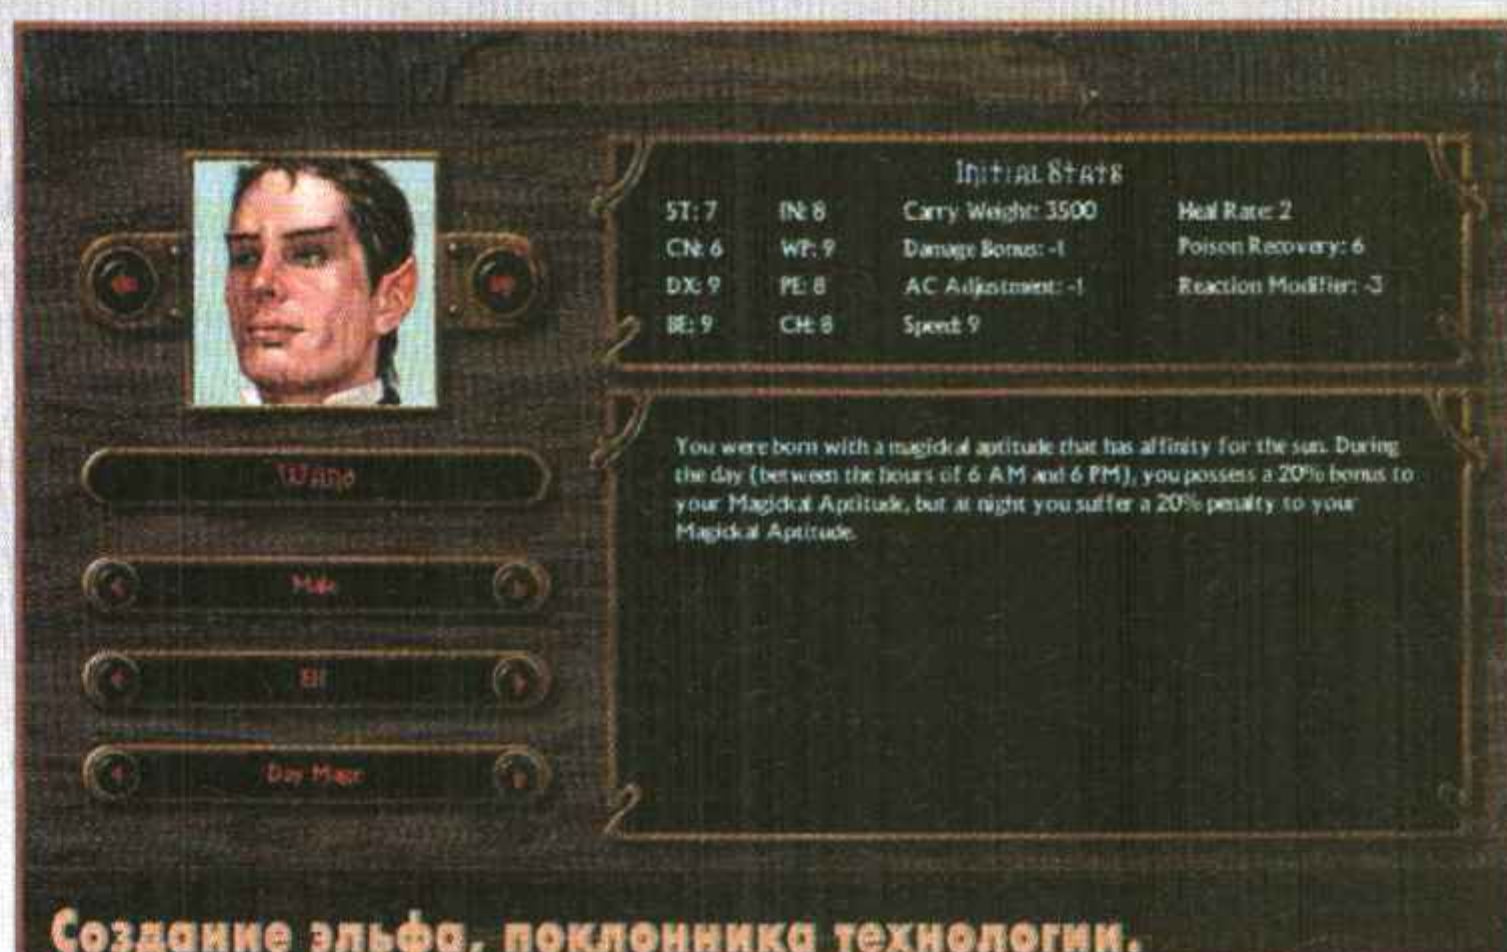 INITIAL STATS
ST: 7 IN: 8 Carry Weight: 3500 Heal Rate: 2
CN: 6 WP: 9 Damage Bonus: -1 Poison Recovery: 6
DX: 9 PE: 8 AC Adjustment: -1 Reaction Modifier: -3
BE: 9 CH: 8 Speed: 9
You were born with a magickal aptitude that has affinity for the sun. During
the day (between the hours of 6 AM and 6 PM), you possess a 20% bonus to
your Magickal Aptitude, but at night you suffer a 20% penalty to your
Magickal Aptitude.
Male
Elf
Day Mage
Создание эльфа, поклонника технологии.